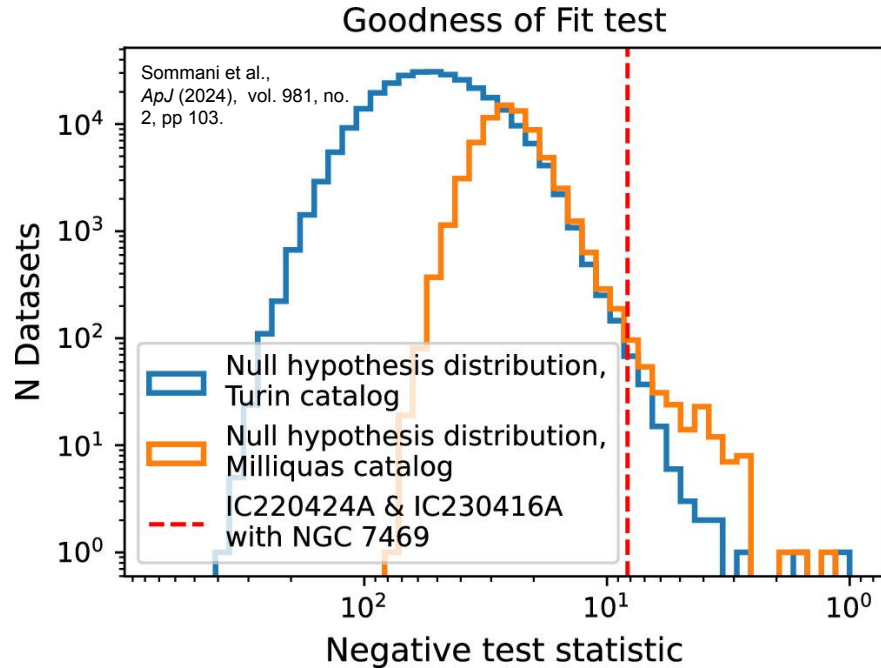 Goodness of Fit test
Sommani et al.,
ApJ (2024), vol. 981, no.
2, pp 103.
10⁴
10³
10²
10¹
10⁰
N Datasets
Null hypothesis distribution,
Turin catalog
Null hypothesis distribution,
Milliquas catalog
IC220424A & IC230416A
with NGC 7469
10² 10¹ 10⁰
Negative test statistic